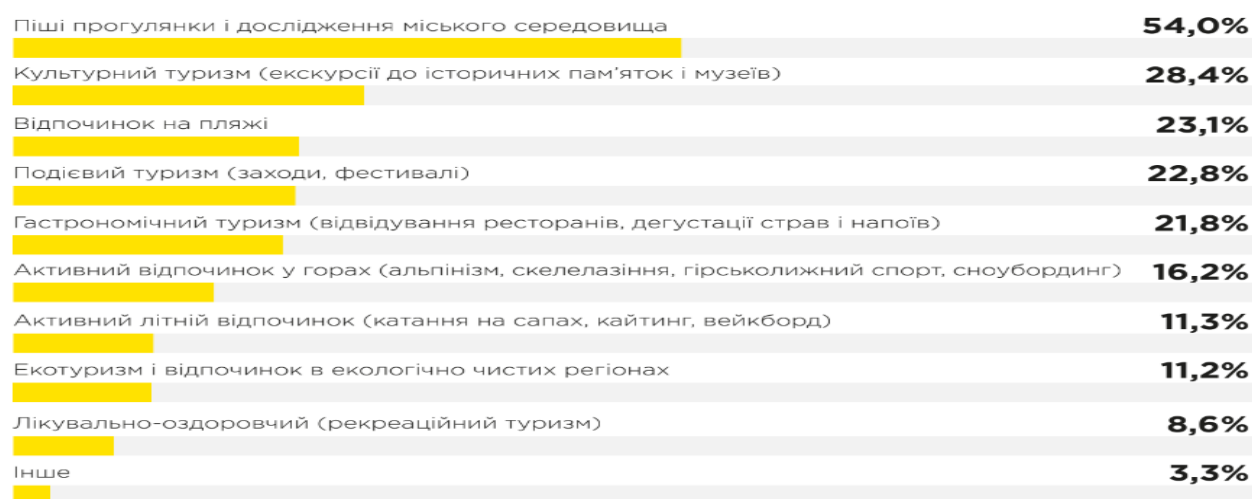 Піші прогулянки і дослідження міського середовища 54,0%
Культурний туризм (екскурсії до історичних пам'яток і музеїв) 28,4%
Відпочинок на пляжі 23,1%
Подієвий туризм (заходи, фестивалі) 22,8%
Гастрономічний туризм (відвідування ресторанів, дегустації страв і напоїв) 21,8%
Активний відпочинок у горах (альпінізм, скелелазіння, гірськолижний спорт, сноубординг) 16,2%
Активний літній відпочинок (катання на сапах, кайтинг, вейкборд) 11,3%
Екотуризм і відпочинок в екологічно чистих регіонах 11,2%
Лікувально-оздоровчий (рекреаційний туризм) 8,6%
Інше 3,3%